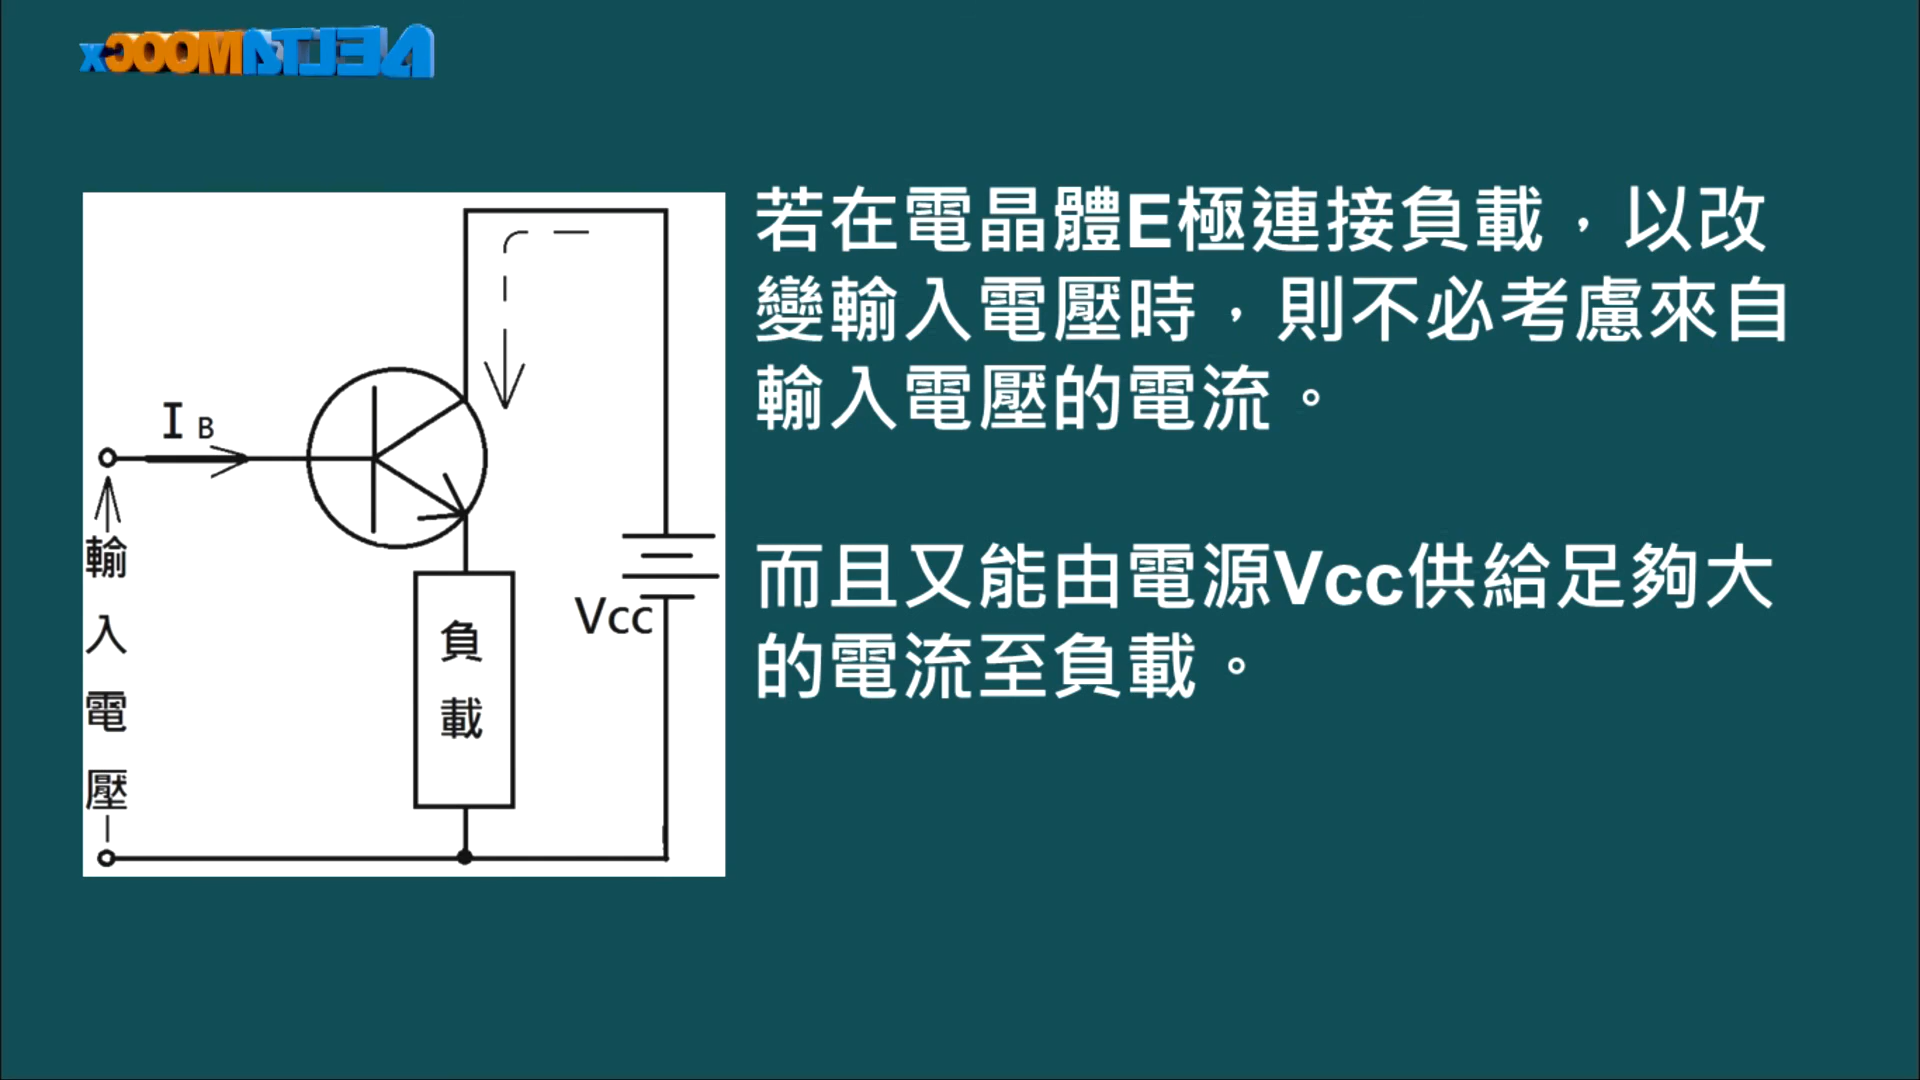 DELTAMOOCx
若在電晶體E極連接負載，以改
變輸入電壓時，則不必考慮來自
輸入電壓的電流。
而且又能由電源Vcc供給足夠大
的電流至負載。
I B
輸入電壓
負載
Vcc